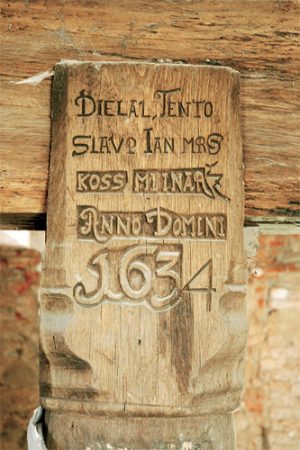 DIELAL TENTO
SLAVP IAN MRS
KOSS MLINARZ
ANNO DOMINI
1634